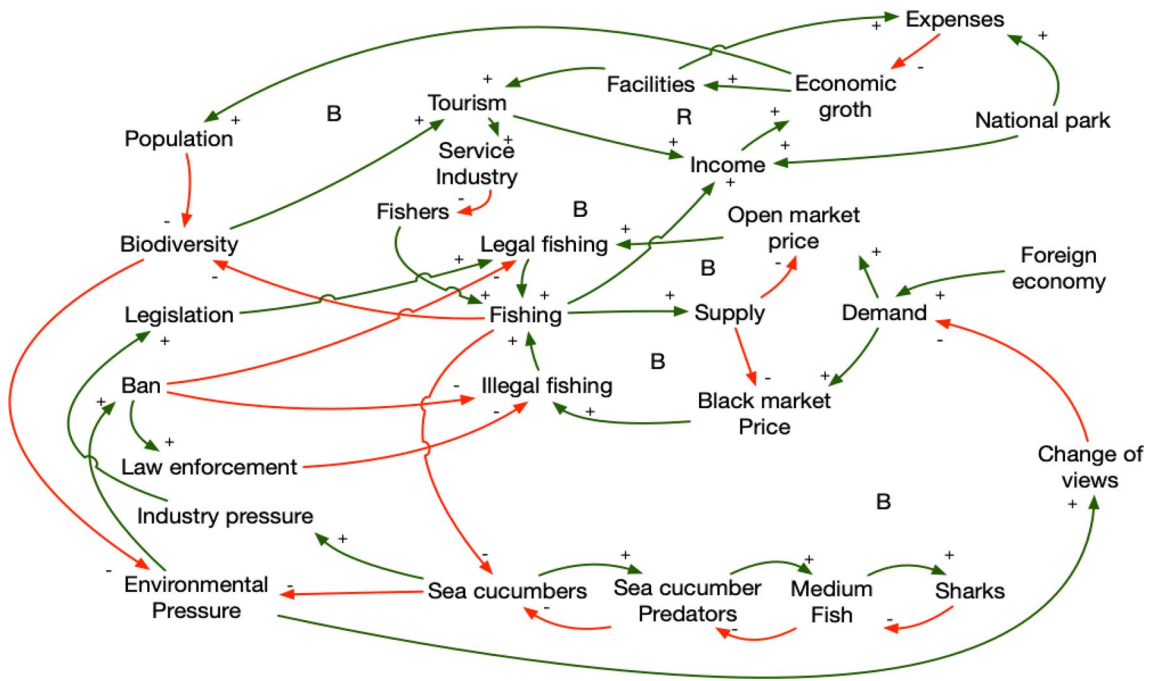 Expenses
+
-
+
Facilities
+
Economic
groth
+
Tourism
R
+
National park
B
+
+
Population
+
+
+
Service
Industry
Income
+
-
Fishers
B
Open market
price
-
Biodiversity
+
Legal fishing
+
-
B
-
Foreign
economy
-
+
+
+
+
+
Legislation
Fishing
Supply
Demand
+
+
-
B
Ban
-
Illegal fishing
-
+
+
-
+
Black market
Price
+
Law enforcement
Change of
views
Industry pressure
B
+
+
-
+
+
+
-
Environmental
Pressure
-
Sea cucumbers
-
Sea cucumber
Predators
-
Medium
Fish
-
Sharks